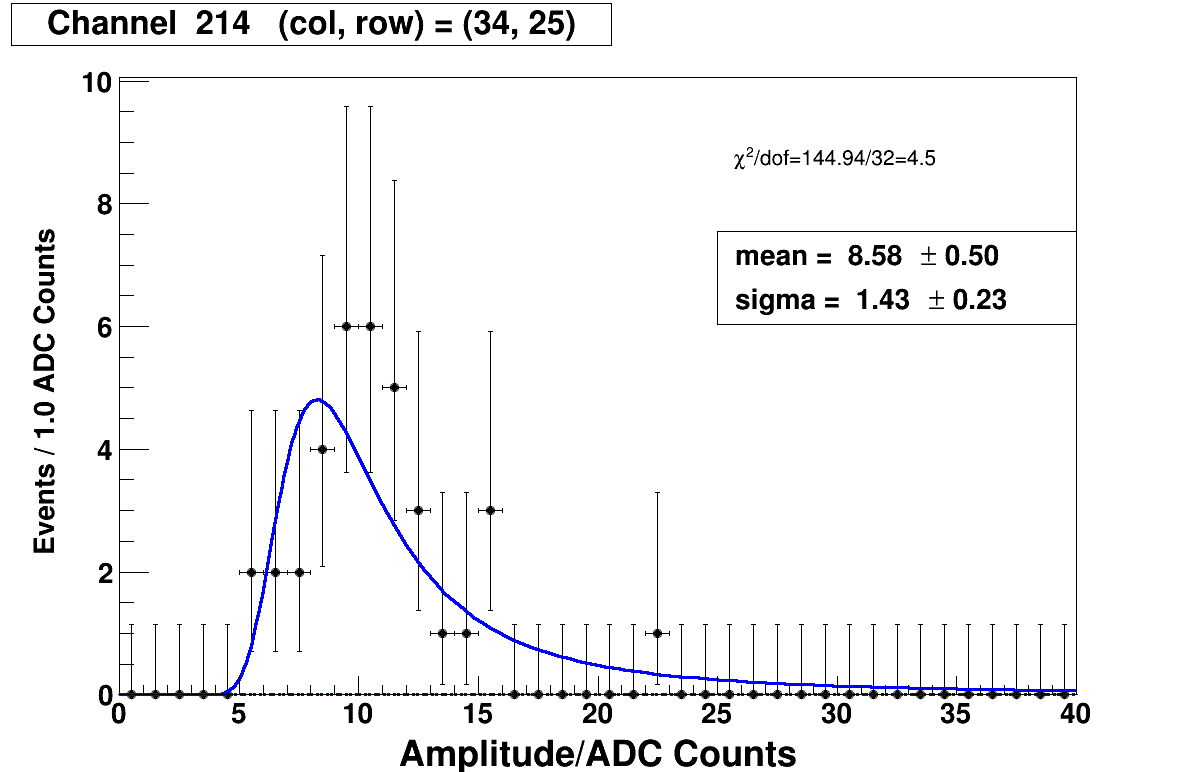 Channel 214 (col, row) = (34, 25)
10
8
6
4
2
0
Events / 1.0 ADC Counts
χ²/dof=144.94/32=4.5
mean = 8.58 ± 0.50
sigma = 1.43 ± 0.23
0 5 10 15 20 25 30 35 40
Amplitude/ADC Counts